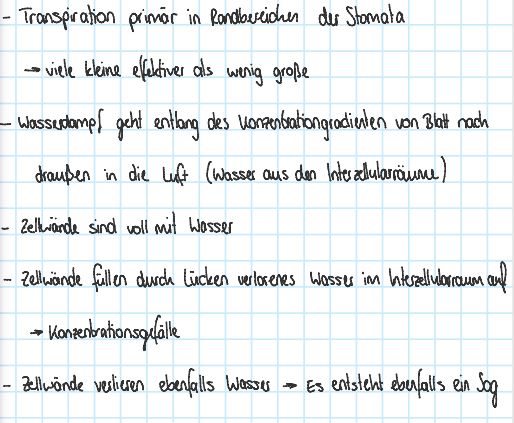 - Transpiration primär in Randbereichen der Stomata
→ viele kleine effektiver als wenig große
- Wasserdampf geht entlang des Konzentrationgradienten von Blatt nach
draußen in die Luft (Wasser aus den Interzellularräume)
- Zellwände sind voll mit Wasser
- Zellwände füllen durch Lücken verlorenes Wasser im Interzellularraum auf
→ Konzentrationsgefälle
- Zellwände verlieren ebenfalls Wasser → Es entsteht ebenfalls ein Sog